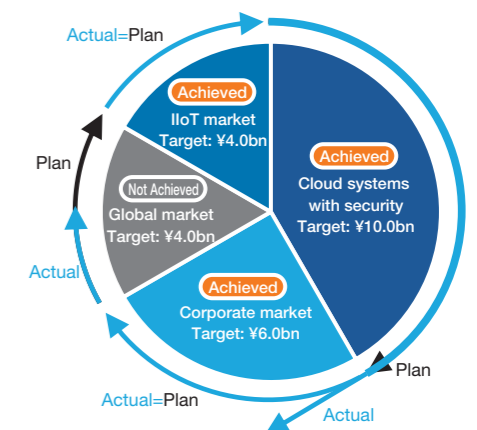 Actual=Plan
Achieved
IIoT market
Target: ¥4.0bn
Achieved
Cloud systems
with security
Target: ¥10.0bn
Plan
Not Achieved
Global market
Target: ¥4.0bn
Actual
Achieved
Corporate market
Target: ¥6.0bn
Plan
Actual=Plan
Actual